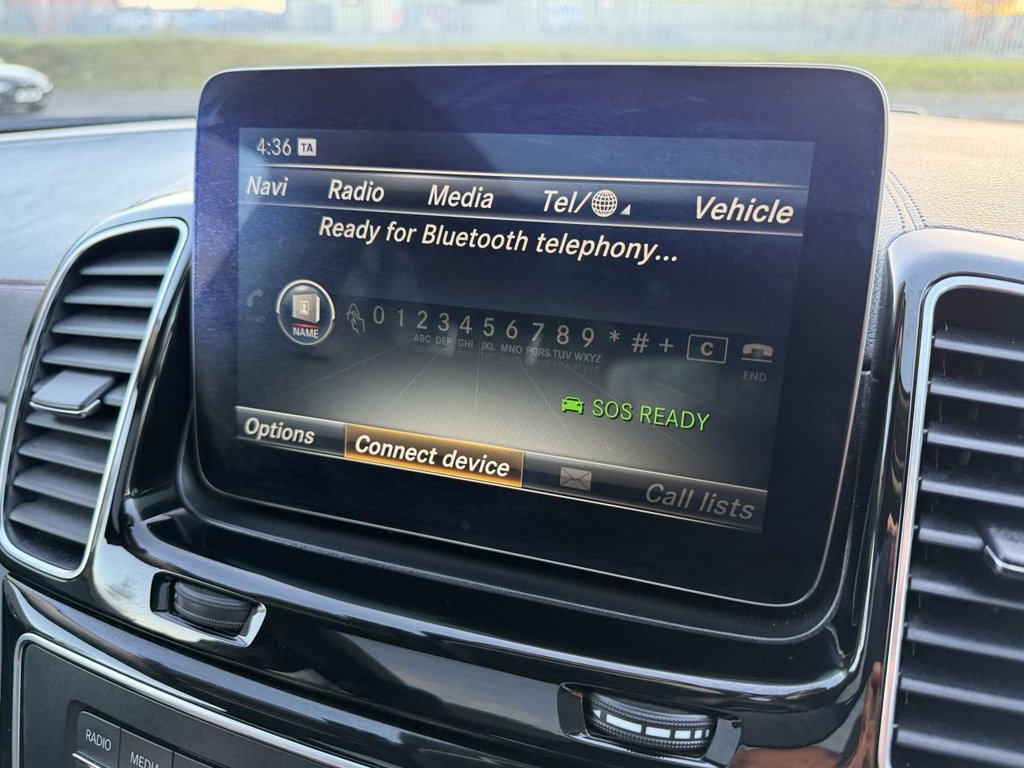 4:36 TA
Navi Radio Media Tel/ Vehicle
Ready for Bluetooth telephony...
NAME 0 1 2 3 4 5 6 7 8 9 * # + C
ABC DEF GHI JKL MNO PQRS TUV WXYZ END
SOS READY
Options Connect device Call lists
RADIO MEDIA